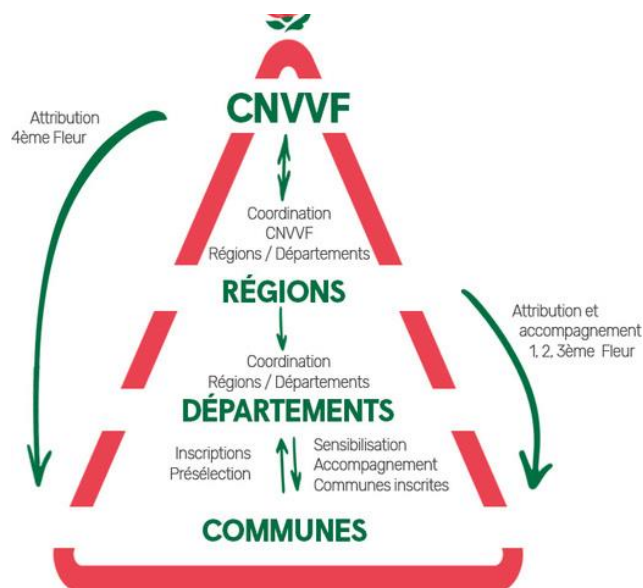 CNVVF
Attribution
4ème Fleur
Coordination
CNVVF
Régions / Départements
RÉGIONS
Attribution et
accompagnement
1, 2, 3ème Fleur
Coordination
Régions / Départements
DÉPARTEMENTS
Inscriptions
Présélection
Sensibilisation
Accompagnement
Communes inscrites
COMMUNES